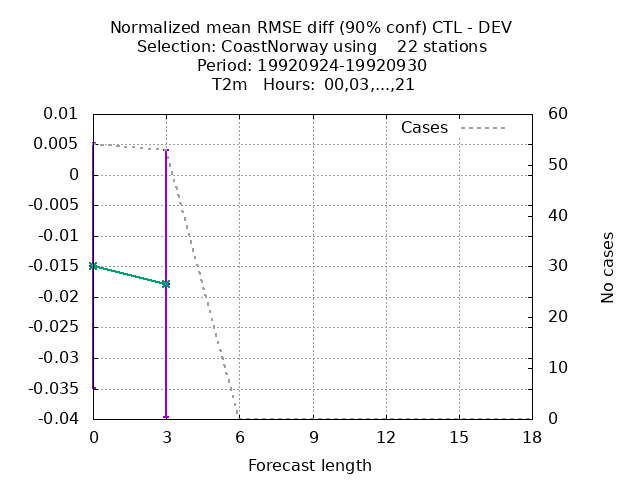 Normalized mean RMSE diff (90% conf) CTL - DEV
Selection: CoastNorway using    22 stations
Period: 19920924-19920930
T2m   Hours:  00,03,...,21
0.01
0.005
0
-0.005
-0.01
-0.015
-0.02
-0.025
-0.03
-0.035
-0.04
Cases
60
50
40
30
20
10
0
No cases
0 3 6 9 12 15 18
Forecast length